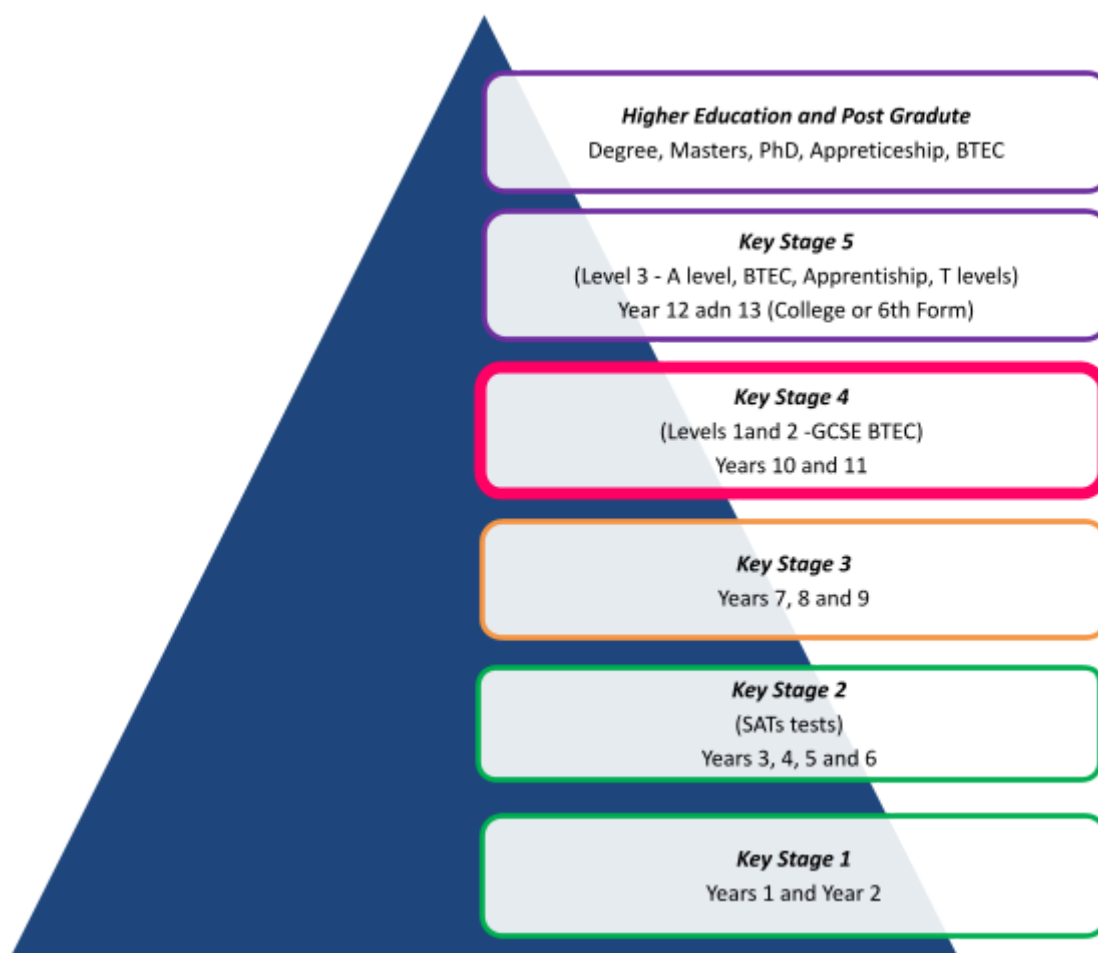 Higher Education and Post Gradute
Degree, Masters, PhD, Appreticeship, BTEC
Key Stage 5
(Level 3 - A level, BTEC, Apprentiship, T levels)
Year 12 adn 13 (College or 6th Form)
Key Stage 4
(Levels 1and 2 -GCSE BTEC)
Years 10 and 11
Key Stage 3
Years 7, 8 and 9
Key Stage 2
(SATs tests)
Years 3, 4, 5 and 6
Key Stage 1
Years 1 and Year 2